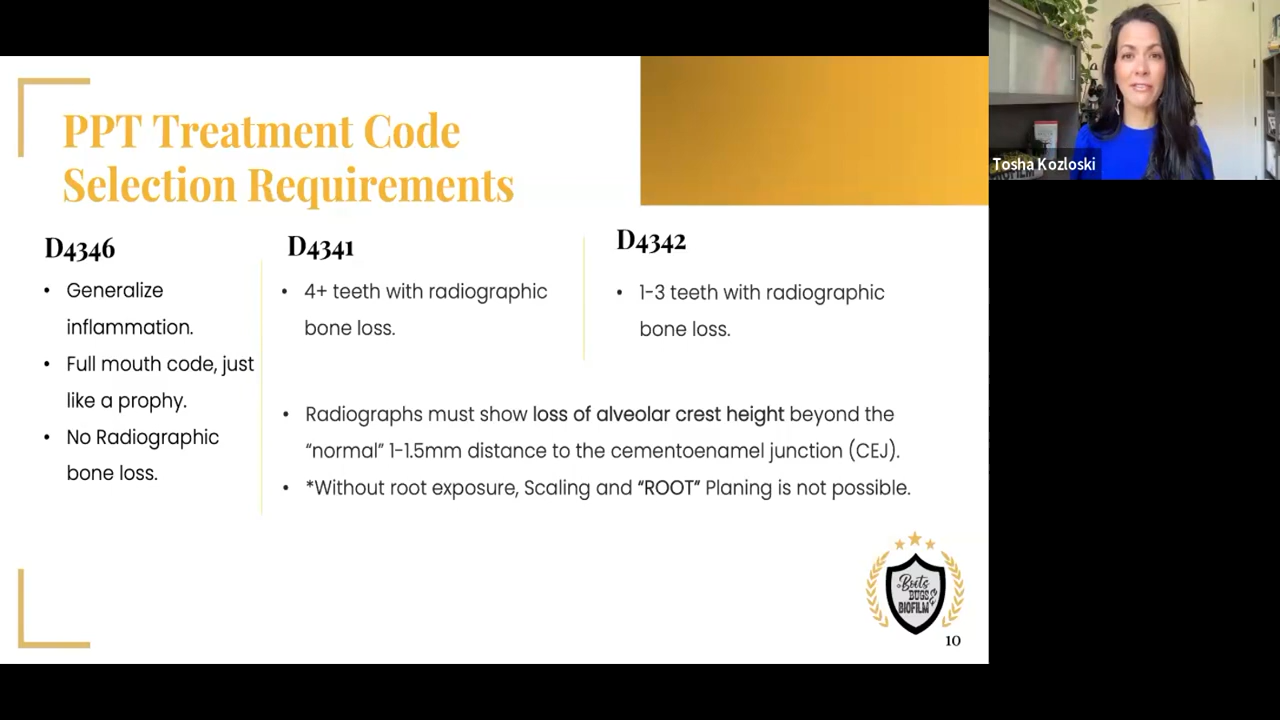 PPT Treatment Code
Selection Requirements
D4346
• Generalize
inflammation.
• Full mouth code, just
like a prophy.
• No Radiographic
bone loss.
D4341
• 4+ teeth with radiographic
bone loss.
D4342
• 1-3 teeth with radiographic
bone loss.
• Radiographs must show loss of alveolar crest height beyond the
“normal” 1-1.5mm distance to the cementoenamel junction (CEJ).
• *Without root exposure, Scaling and “ROOT” Planing is not possible.
Boots
BUGS &
BIOFILM
10
Tosha Kozloski